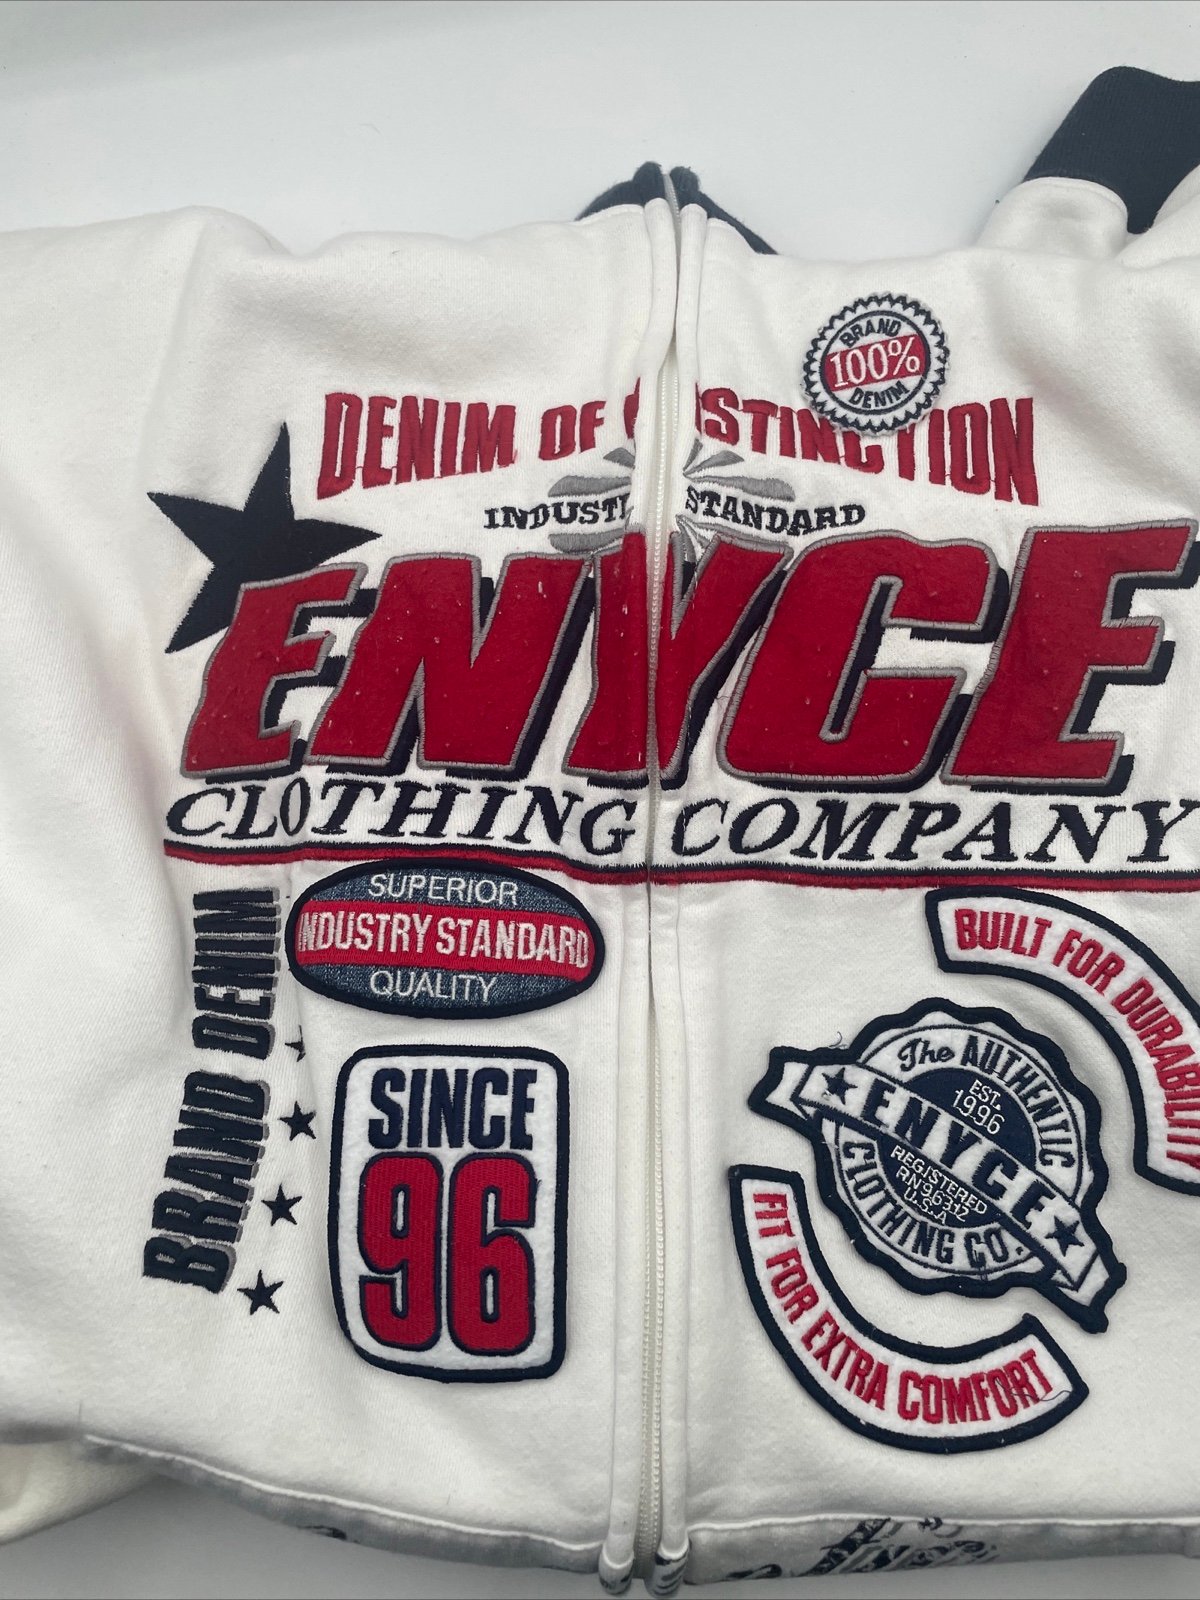 BRAND
100%
DENIM
DENIM OF DISTINCTION
INDUSTRY STANDARD
ENYCE
CLOTHING COMPANY
BRAND DENIM
SUPERIOR
INDUSTRY STANDARD
QUALITY
SINCE
96
BUILT FOR DURABILITY
The AUTHENTIC
EST.
1996
ENYCE
REGISTERED
RN96312
U.S.A
CLOTHING CO.
FIT FOR EXTRA COMFORT